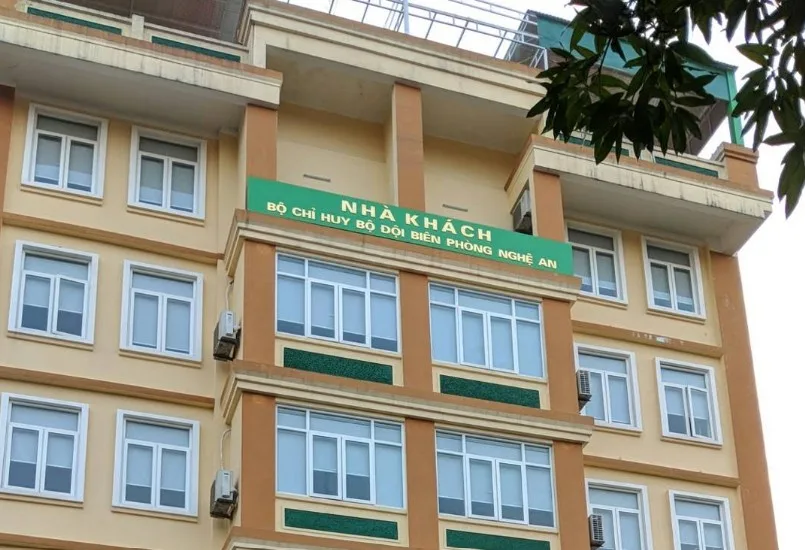 NHÀ KHÁCH
BỘ CHỈ HUY BỘ ĐỘI BIÊN PHÒNG NGHỆ AN